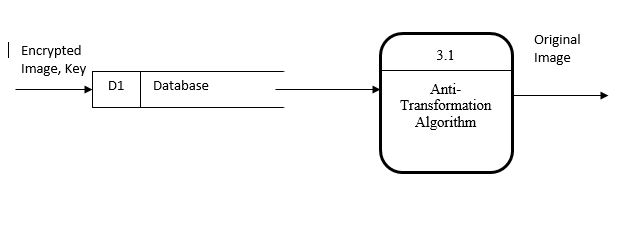 Encrypted
Image, Key
D1 Database
3.1
Anti-
Transformation
Algorithm
Original
Image